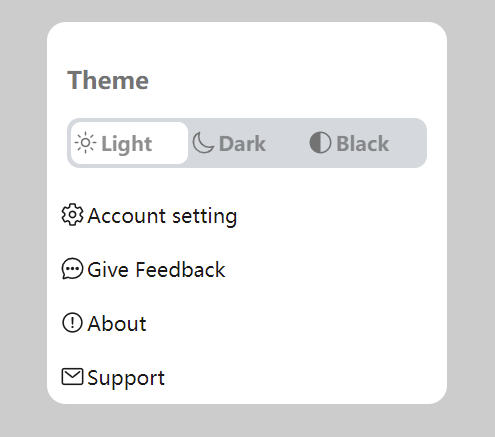 Theme
Light Dark Black
Account setting
Give Feedback
About
Support